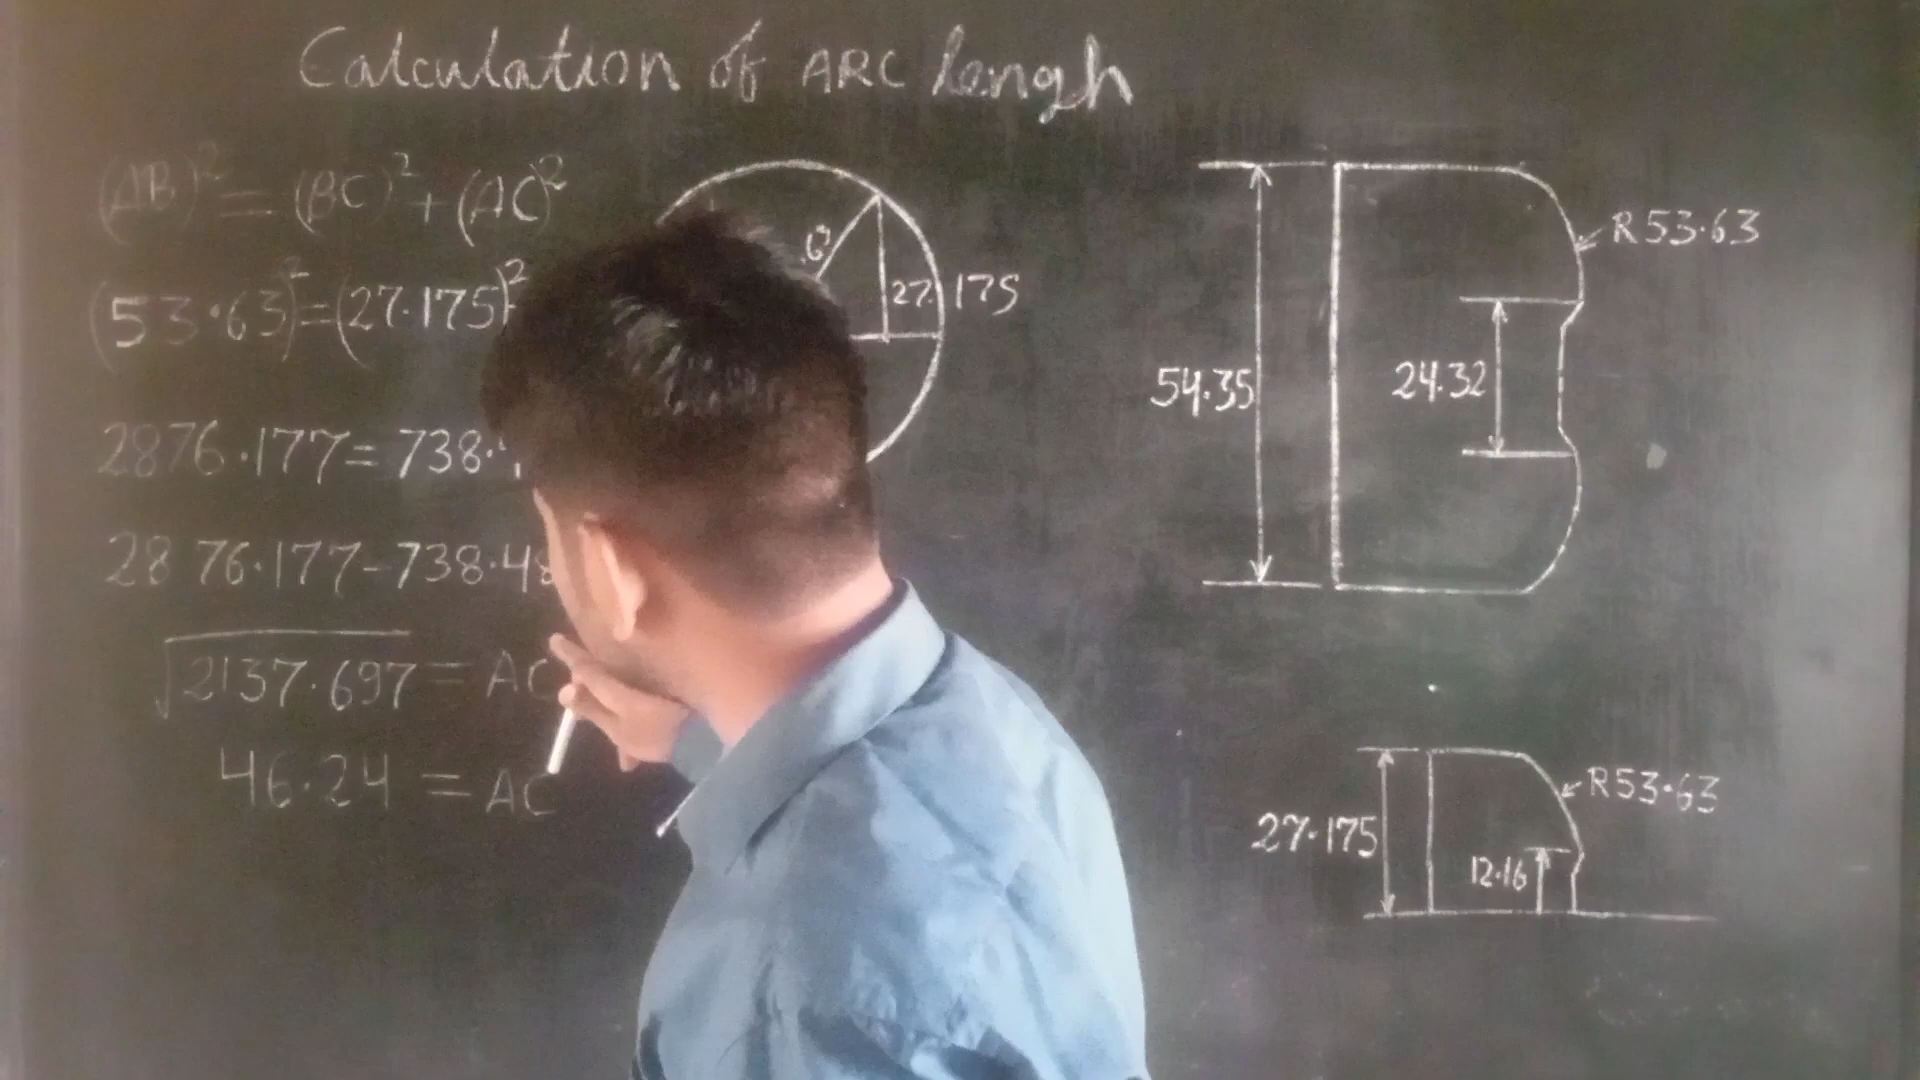 Calculation of ARC lengh
(AB)² = (BC)² + (AC)²
(53.63)² = (27.175)²
2876.177 = 738.
2876.177 - 738.48
√2137.697 = AC
46.24 = AC
27.175
R53.63
54.35
24.32
R53.63
27.175
12.16